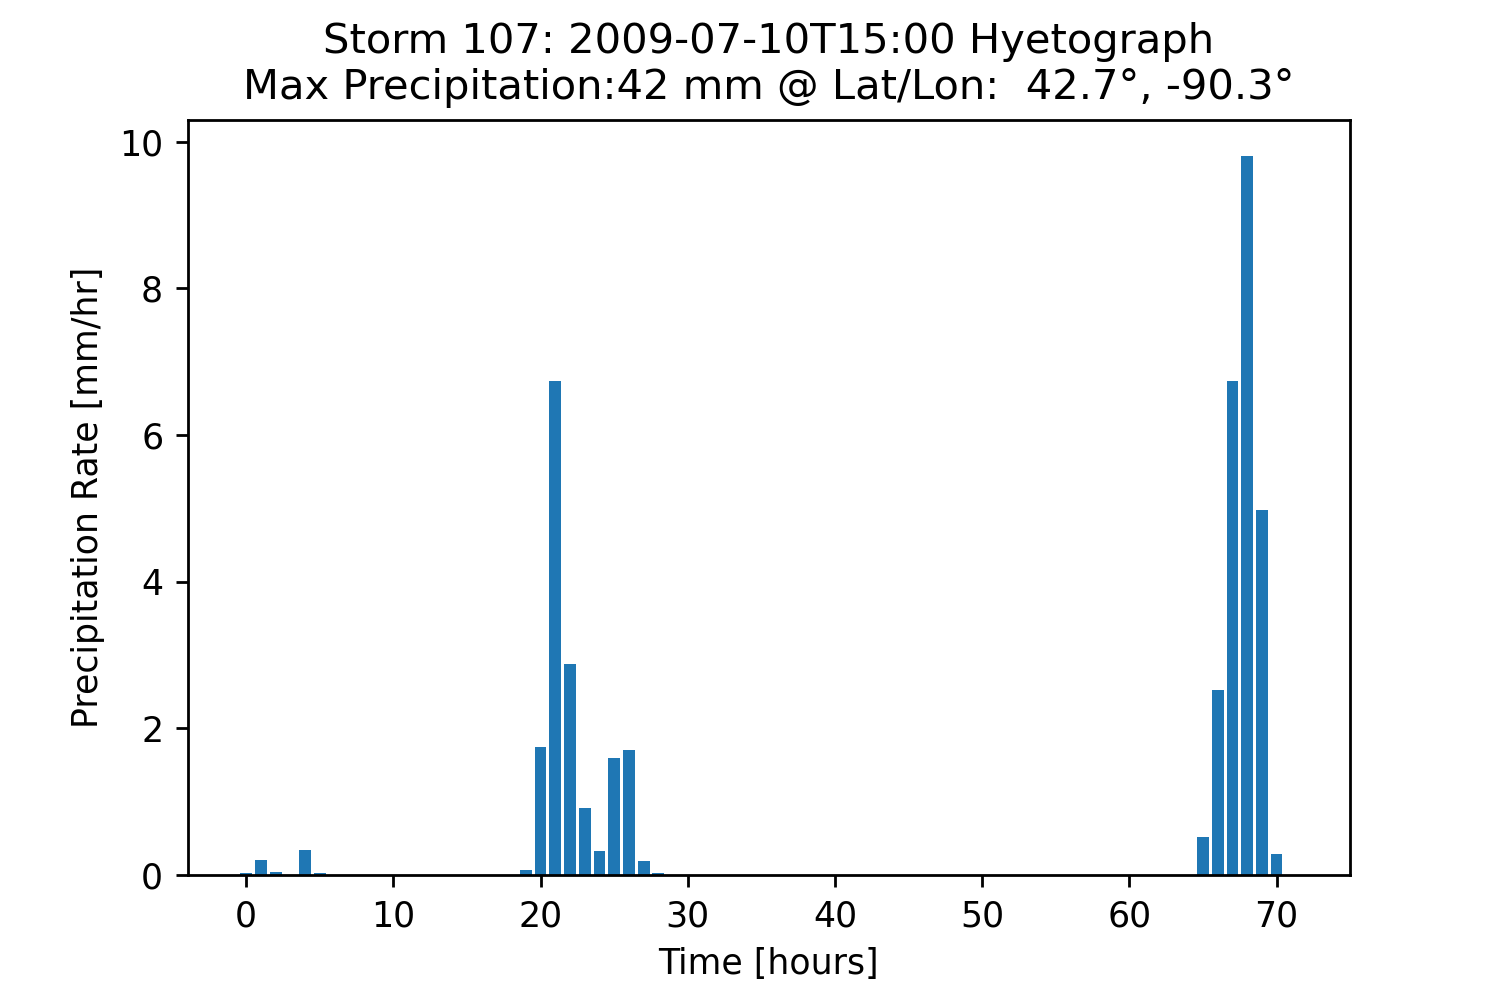 Storm 107: 2009-07-10T15:00 Hyetograph
Max Precipitation:42 mm @ Lat/Lon:  42.7°, -90.3°
10
8
6
4
2
0
Precipitation Rate [mm/hr]
0 10 20 30 40 50 60 70
Time [hours]